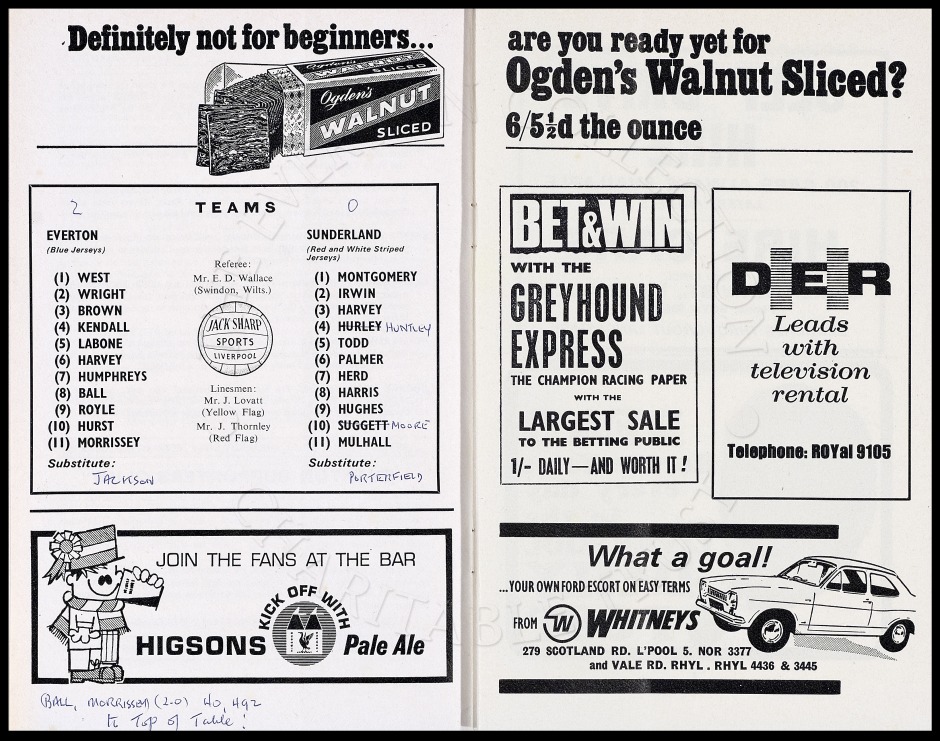 Definitely not for beginners...
Ogden's
WALNUT
SLICED
Ogden's
WALNUT
SLICED
2 TEAMS 0
EVERTON
(Blue Jerseys)
(1) WEST
(2) WRIGHT
(3) BROWN
(4) KENDALL
(5) LABONE
(6) HARVEY
(7) HUMPHREYS
(8) BALL
(9) ROYLE
(10) HURST
(11) MORRISSEY
Substitute:
JACKSON
Referee:
Mr. E. D. Wallace
(Swindon, Wilts.)
JACK SHARP
SPORTS
LIVERPOOL
Linesmen:
Mr. J. Lovatt
(Yellow Flag)
Mr. J. Thornley
(Red Flag)
SUNDERLAND
(Red and White Striped
Jerseys)
(1) MONTGOMERY
(2) IRWIN
(3) HARVEY
(4) HURLEY HUNTLEY
(5) TODD
(6) PALMER
(7) HERD
(8) HARRIS
(9) HUGHES
(10) SUGGETT MOORE
(11) MULHALL
Substitute:
PORTERFIELD
JOIN THE FANS AT THE BAR
KICK OFF WITH
HIGSONS Pale Ale
BALL, MORRISSEY (2-0) 40,492
to Top of Table!
are you ready yet for
Ogden's Walnut Sliced?
6/5½d the ounce
BET&WIN
WITH THE
GREYHOUND
EXPRESS
THE CHAMPION RACING PAPER
WITH THE
LARGEST SALE
TO THE BETTING PUBLIC
1/- DAILY—AND WORTH IT!
DER
Leads
with
television
rental
Telephone: ROYal 9105
What a goal!
...YOUR OWN FORD ESCORT ON EASY TERMS
FROM W WHITNEYS
279 SCOTLAND RD. L'POOL 5. NOR 3377
and VALE RD. RHYL . RHYL 4436 & 3445
EVERTON COLLECTION
CHARITABLE TRUST